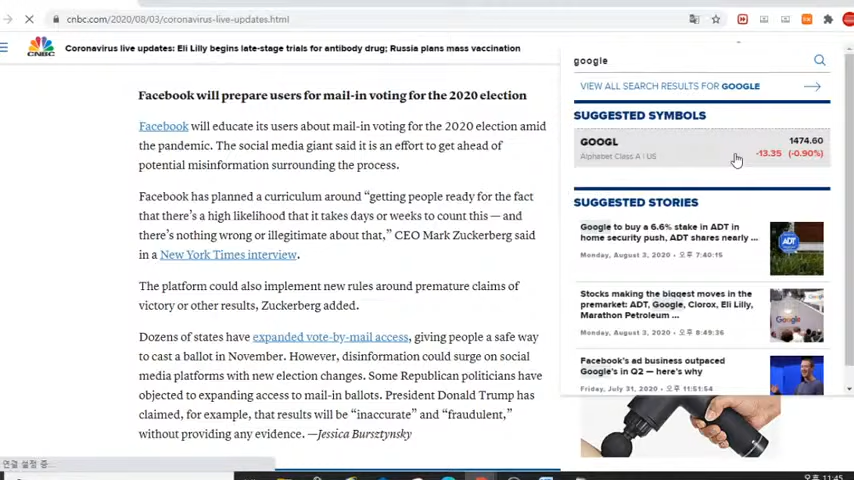 cnbc.com/2020/08/03/coronavirus-live-updates.html
CNBC
Coronavirus live updates: Eli Lilly begins late-stage trials for antibody drug; Russia plans mass vaccination
Facebook will prepare users for mail-in voting for the 2020 election
Facebook will educate its users about mail-in voting for the 2020 election amid
the pandemic. The social media giant said it is an effort to get ahead of
potential misinformation surrounding the process.
Facebook has planned a curriculum around “getting people ready for the fact
that there’s a high likelihood that it takes days or weeks to count this — and
there’s nothing wrong or illegitimate about that,” CEO Mark Zuckerberg said
in a New York Times interview.
The platform could also implement new rules around premature claims of
victory or other results, Zuckerberg added.
Dozens of states have expanded vote-by-mail access, giving people a safe way
to cast a ballot in November. However, disinformation could surge on social
media platforms with new election changes. Some Republican politicians have
objected to expanding access to mail-in ballots. President Donald Trump has
claimed, for example, that results will be “inaccurate” and “fraudulent,”
without providing any evidence. —Jessica Bursztynsky
google
VIEW ALL SEARCH RESULTS FOR GOOGLE
SUGGESTED SYMBOLS
GOOGL 1474.60
Alphabet Class A | US -13.35 (-0.90%)
SUGGESTED STORIES
Google to buy a 6.6% stake in ADT in
home security push, ADT shares nearly ...
Monday, August 3, 2020 • 오후 7:40:15
ADT
Stocks making the biggest moves in the
premarket: ADT, Google, Clorox, Eli Lilly,
Marathon Petroleum ...
Monday, August 3, 2020 • 오후 8:49:36
Google
Facebook's ad business outpaced
Google's in Q2 — here's why
Friday, July 31, 2020 • 오후 11:51:54
오후 11:45